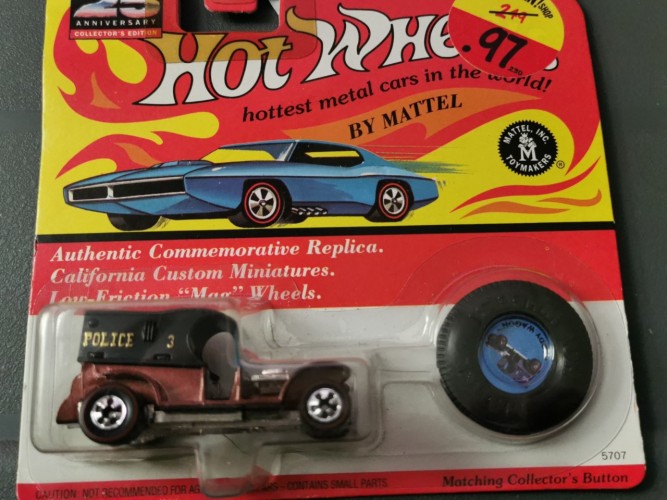 ANNIVERSARY
COLLECTOR'S EDITION
SHOP
2.49
.97
HOT WHE
hottest metal cars in the world!
BY MATTEL
MATTEL, INC.
M
TOYMAKERS
®
Authentic Commemorative Replica.
California Custom Miniatures.
Low-Friction "Mag" Wheels.
POLICE 3
5707
CAUTION: NOT RECOMMENDED FOR
CONTAINS SMALL PARTS.
Matching Collector's Button